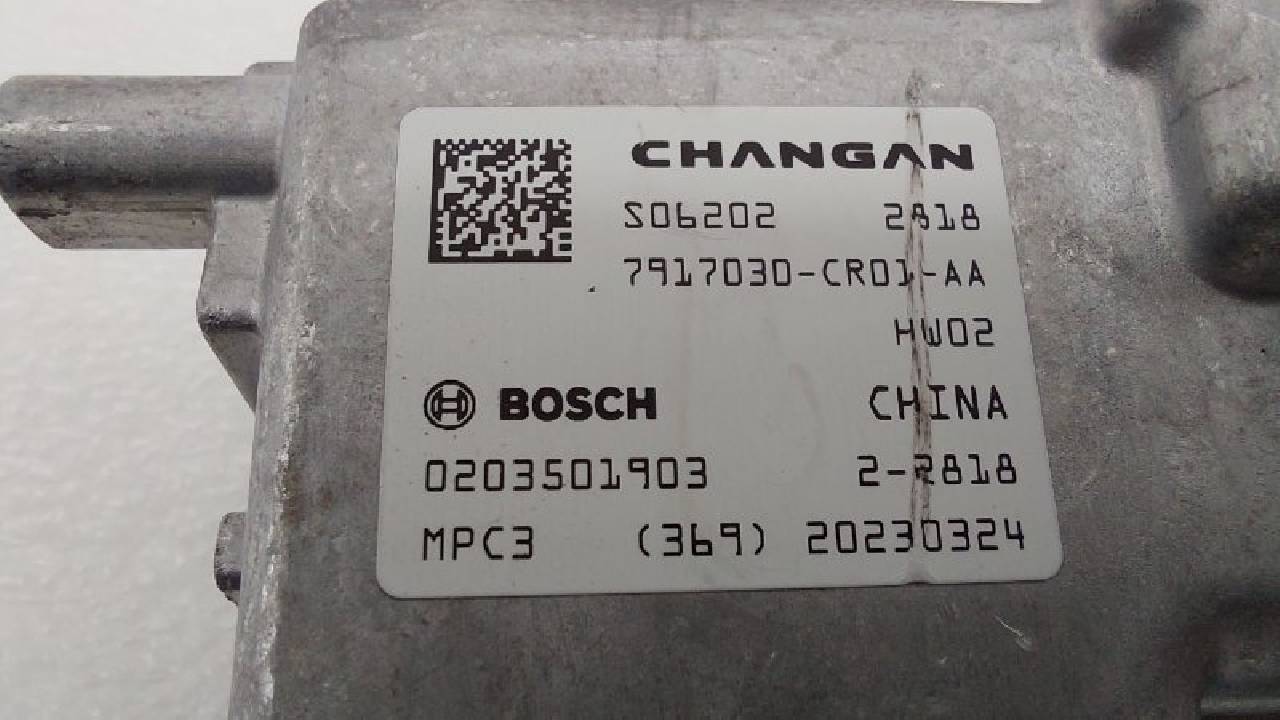 CHANGAN
S06202 2818
7917030-CR01-AA
HW02
BOSCH CHINA
0203501903 2-2818
MPC3 (369) 20230324